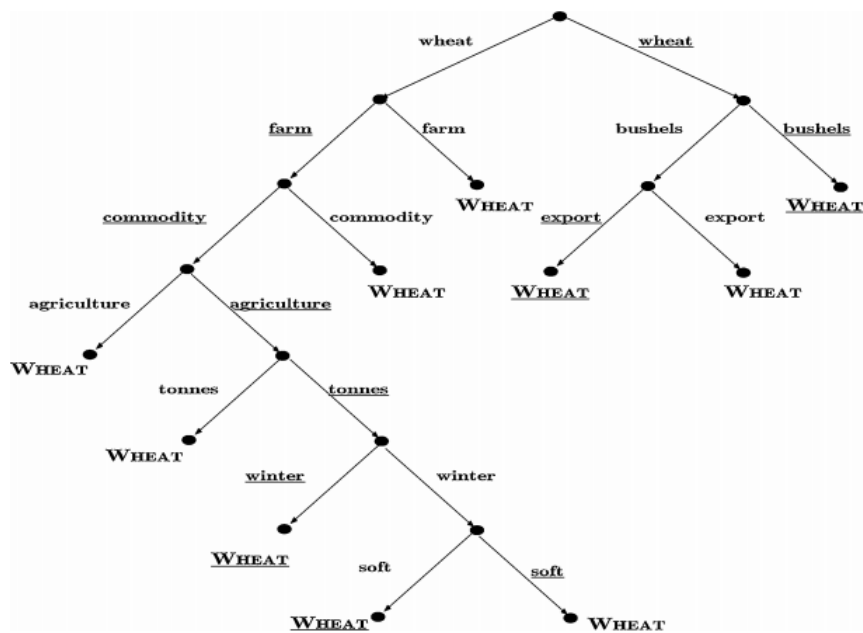 wheat wheat
farm farm bushels bushels
WHEAT WHEAT
commodity commodity export export
WHEAT WHEAT WHEAT
agriculture agriculture
WHEAT
tonnes tonnes
WHEAT
winter winter
WHEAT
soft soft
WHEAT WHEAT